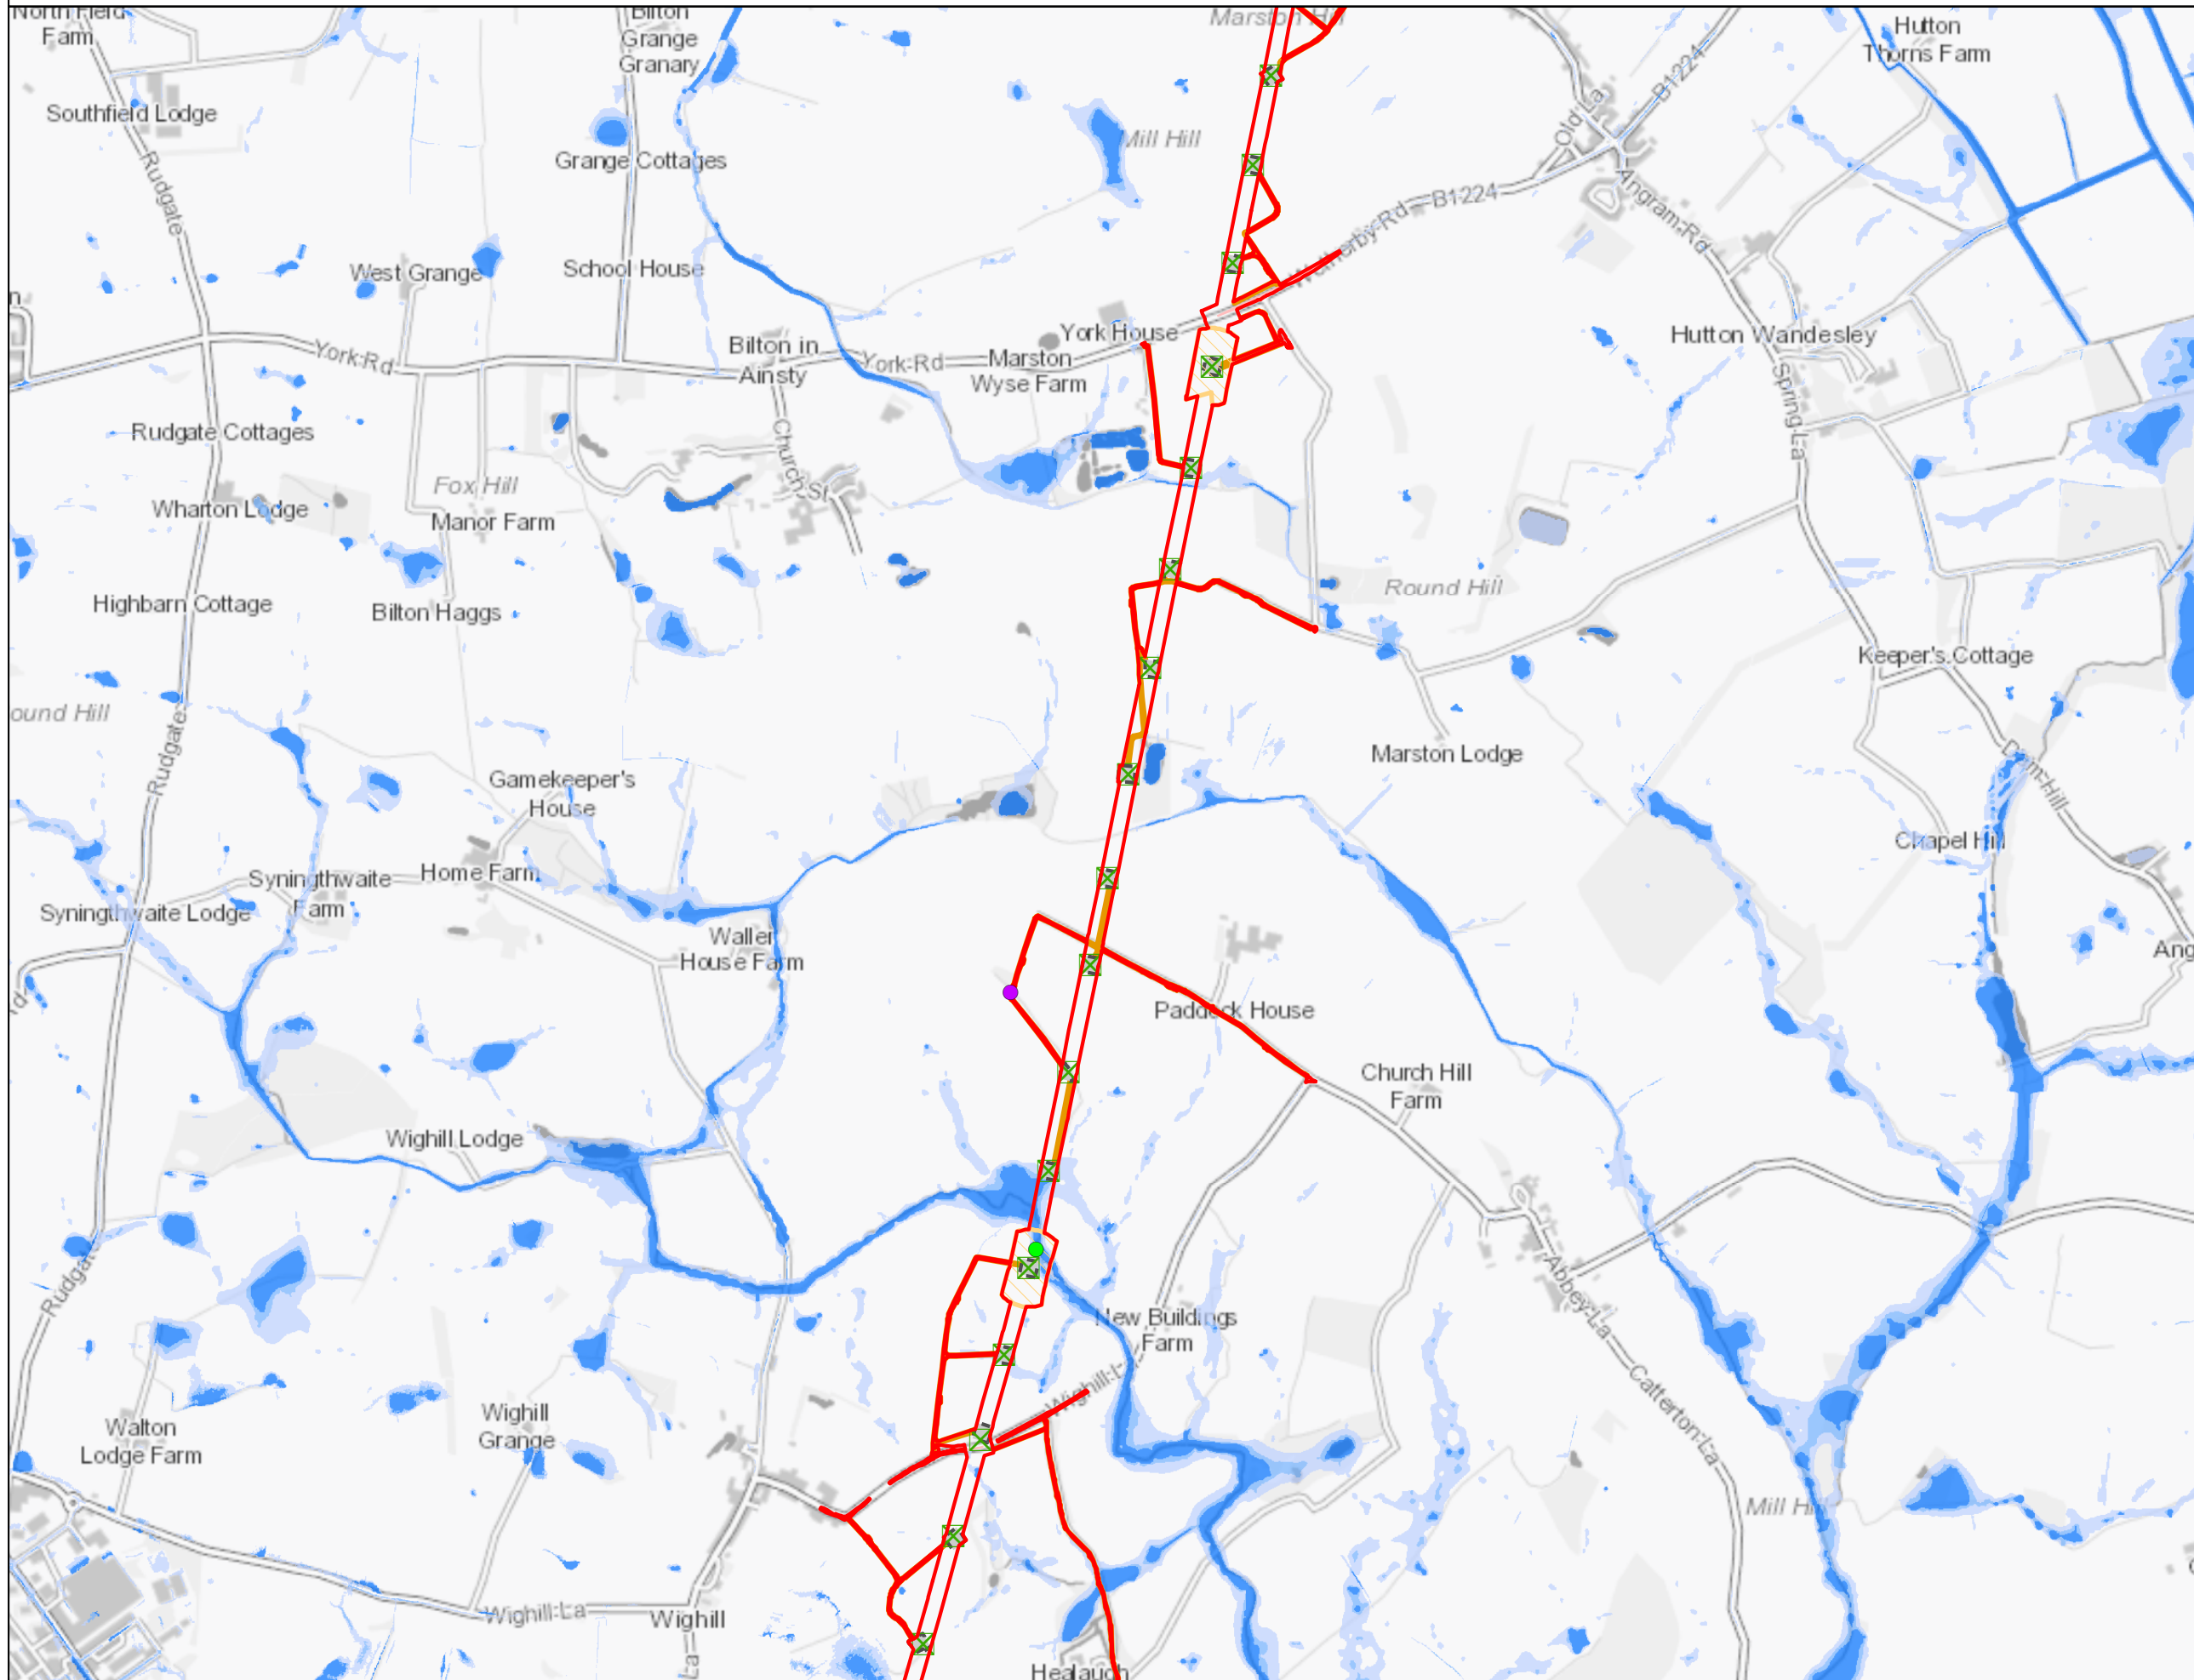 North Field
Farm
Bilton
Grange
Granary
Marston Hill
Hutton
Thorns Farm
Southfield Lodge
B1224
Old La
Mill Hill
Grange Cottages
Rudgate
Angram Rd
B1224
Wetherby Rd
West Grange
School House
York House
Hutton Wandesley
York Rd
Bilton in
Ainsty
York Rd
Marston
Wyse Farm
Spring La
Rudgate Cottages
Church St
Fox Hill
Wharton Lodge
Manor Farm
Round Hill
Highbarn Cottage
Bilton Haggs
Keeper's Cottage
ound Hill
Rudgate
Marston Lodge
Gamekeeper's
House
Chapel Hill
Syningthwaite
Farm
Home Farm
Syningthwaite Lodge
Waller
House Farm
Ang
Paddock House
Church Hill
Farm
Wighill Lodge
Rudgate
Abbey La
New Buildings
Farm
Wighill L
Catterton La
Walton
Lodge Farm
Wighill
Grange
Mill Hill
Wighill La
Wighill
La
Healaugh